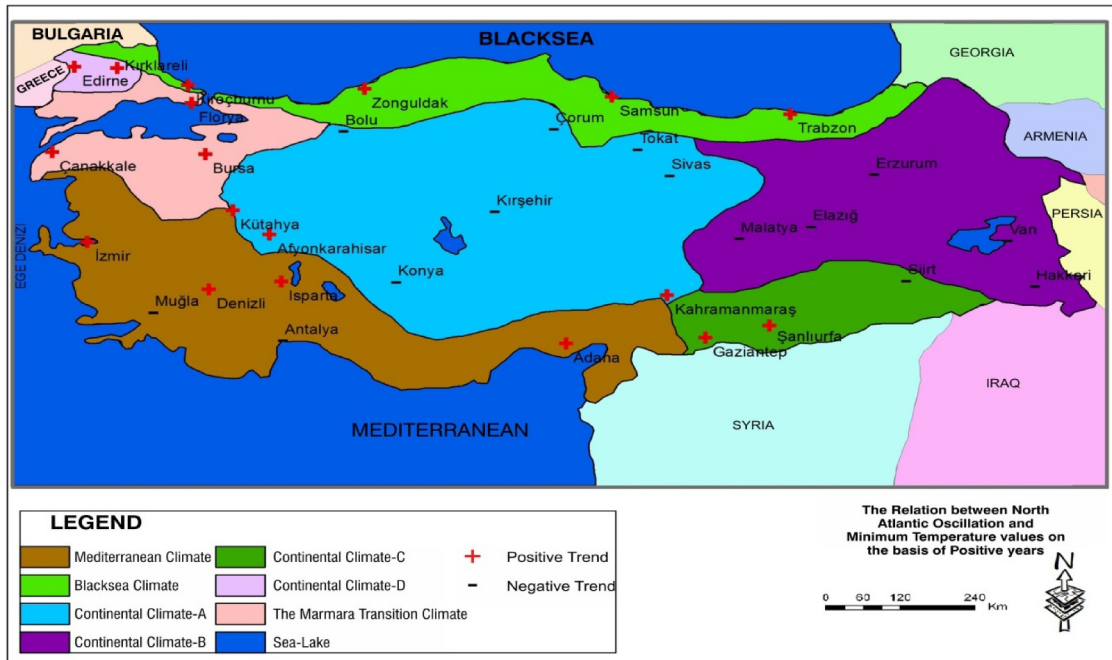 BULGARIA
BLACKSEA
GEORGIA
GREECE
Edirne
Kırklareli
Kireçburnu
Florya
Zonguldak
Samsun
Trabzon
ARMENIA
Bolu
Çorum
Tokat
Çanakkale
Bursa
Sivas
Erzurum
PERSIA
Kırşehir
Kütahya
Elazığ
Malatya
Van
EGE DENIZI
İzmir
Afyonkarahisar
Konya
Siirt
Hakkari
Isparta
Denizli
Muğla
Kahramanmaraş
Şanlıurfa
Antalya
Adana
Gaziantep
IRAQ
SYRIA
MEDITERRANEAN
LEGEND
Mediterranean Climate
Blacksea Climate
Continental Climate-A
Continental Climate-B
Continental Climate-C
Continental Climate-D
The Marmara Transition Climate
Sea-Lake
+ Positive Trend
- Negative Trend
The Relation between North
Atlantic Oscillation and
Minimum Temperature values on
the basis of Positive years
N
0 30 60 120 180 240
Km